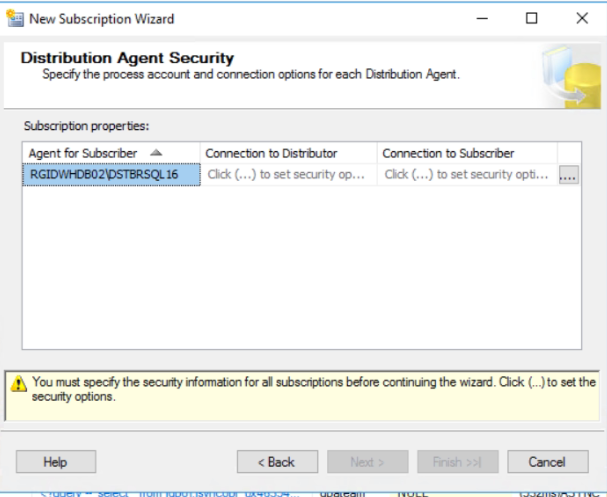 New Subscription Wizard
Distribution Agent Security
Specify the process account and connection options for each Distribution Agent.
Subscription properties:
Agent for Subscriber Connection to Distributor Connection to Subscriber
RGIDWHDB02\DSTBRSQL16 Click (...) to set security op... Click (...) to set security opti... ....
You must specify the security information for all subscriptions before continuing the wizard. Click (...) to set the
security options.
Help < Back Next > Finish >>| Cancel
NULL